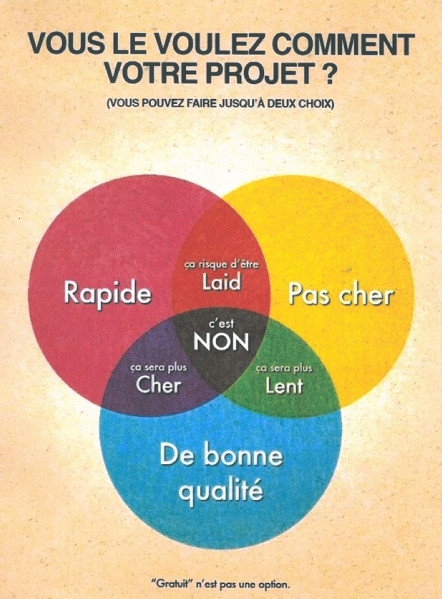 VOUS LE VOULEZ COMMENT
VOTRE PROJET ?
(VOUS POUVEZ FAIRE JUSQU'À DEUX CHOIX)
ça risque d'être
Laid
Rapide
Pas cher
c'est
NON
ça sera plus
Cher
ça sera plus
Lent
De bonne
qualité
"Gratuit" n'est pas une option.